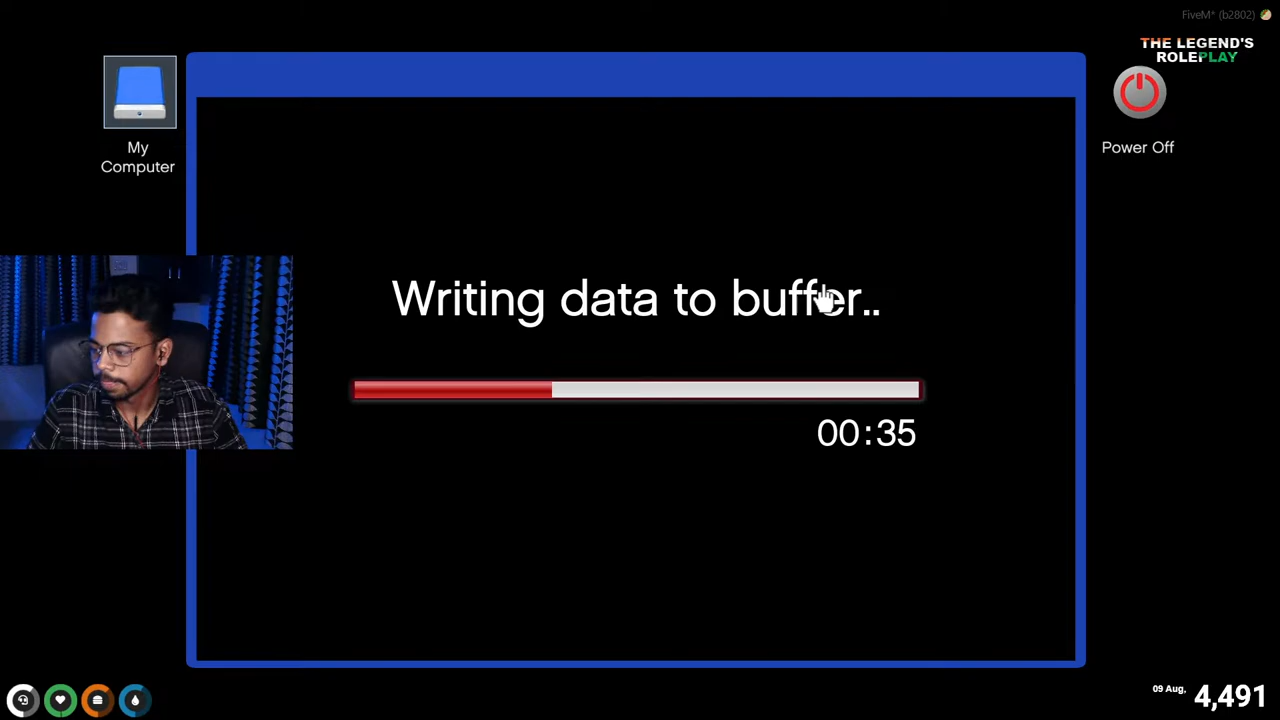 FiveM* (b2802)
THE LEGEND'S
ROLEPLAY
My
Computer
Power Off
Writing data to buffer..
00:35
09 Aug,
4,491